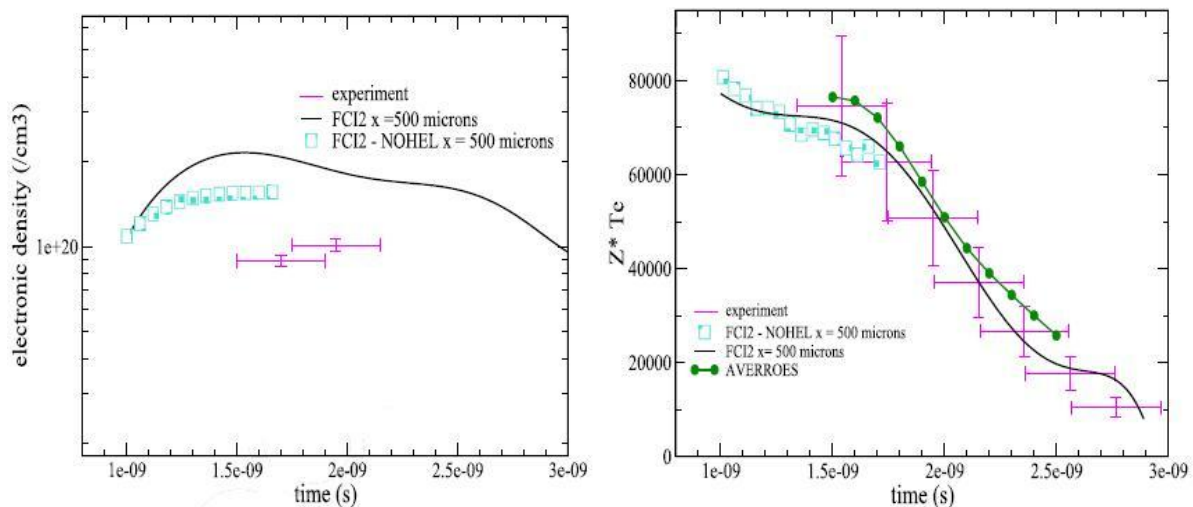 electronic density (/cm3)
1e+20
experiment
FCI2 x =500 microns
FCI2 - NOHEL x = 500 microns
1e-09
1.5e-09
2e-09
2.5e-09
3e-09
time (s)
Z* Te
80000
60000
40000
20000
0
experiment
FCI2 - NOHEL x = 500 microns
FCI2 x= 500 microns
AVERROES
1e-09
1.5e-09
2e-09
2.5e-09
3e-09
time (s)